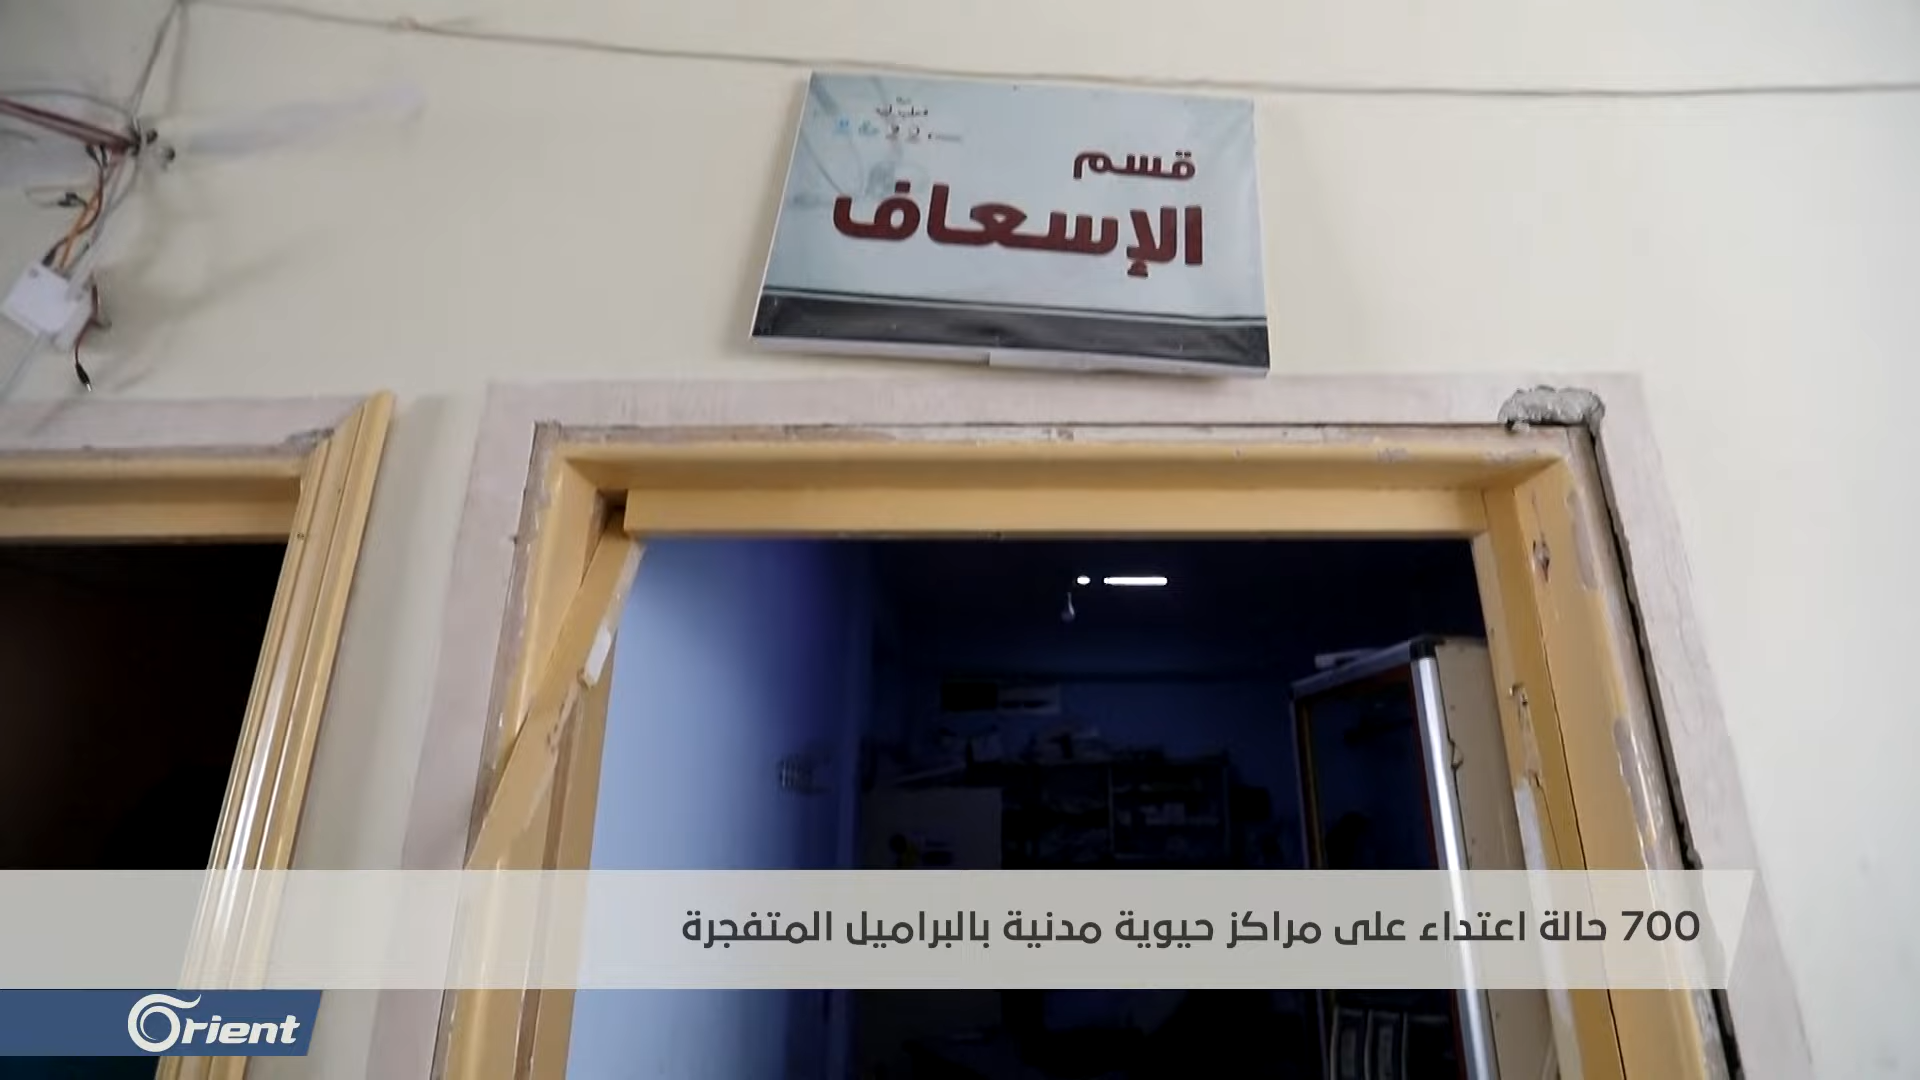 قسم
الإسعاف
700 حالة اعتداء على مراكز حيوية مدنية بالبراميل المتفجرة
Orient